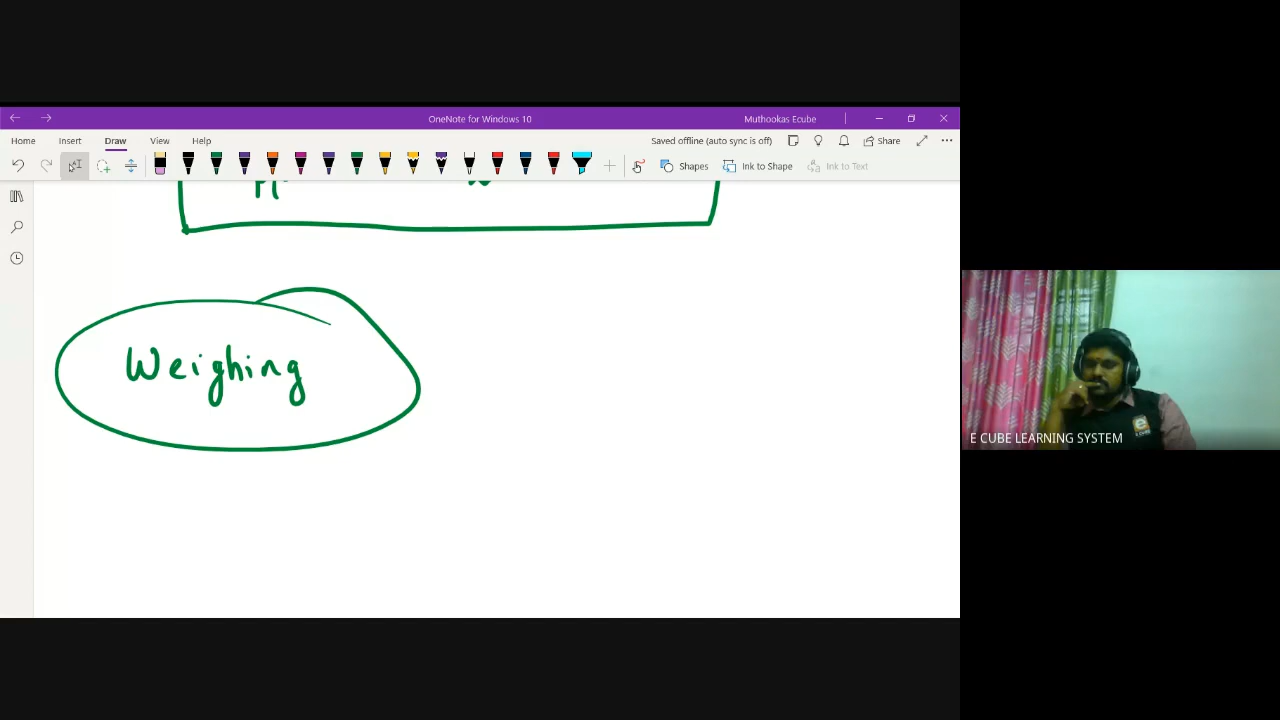 OneNote for Windows 10
Muthookas Ecube
Home Insert Draw View Help
Saved offline (auto sync is off)
Share
Shapes
Ink to Shape
Ink to Text
Weighing
E CUBE LEARNING SYSTEM